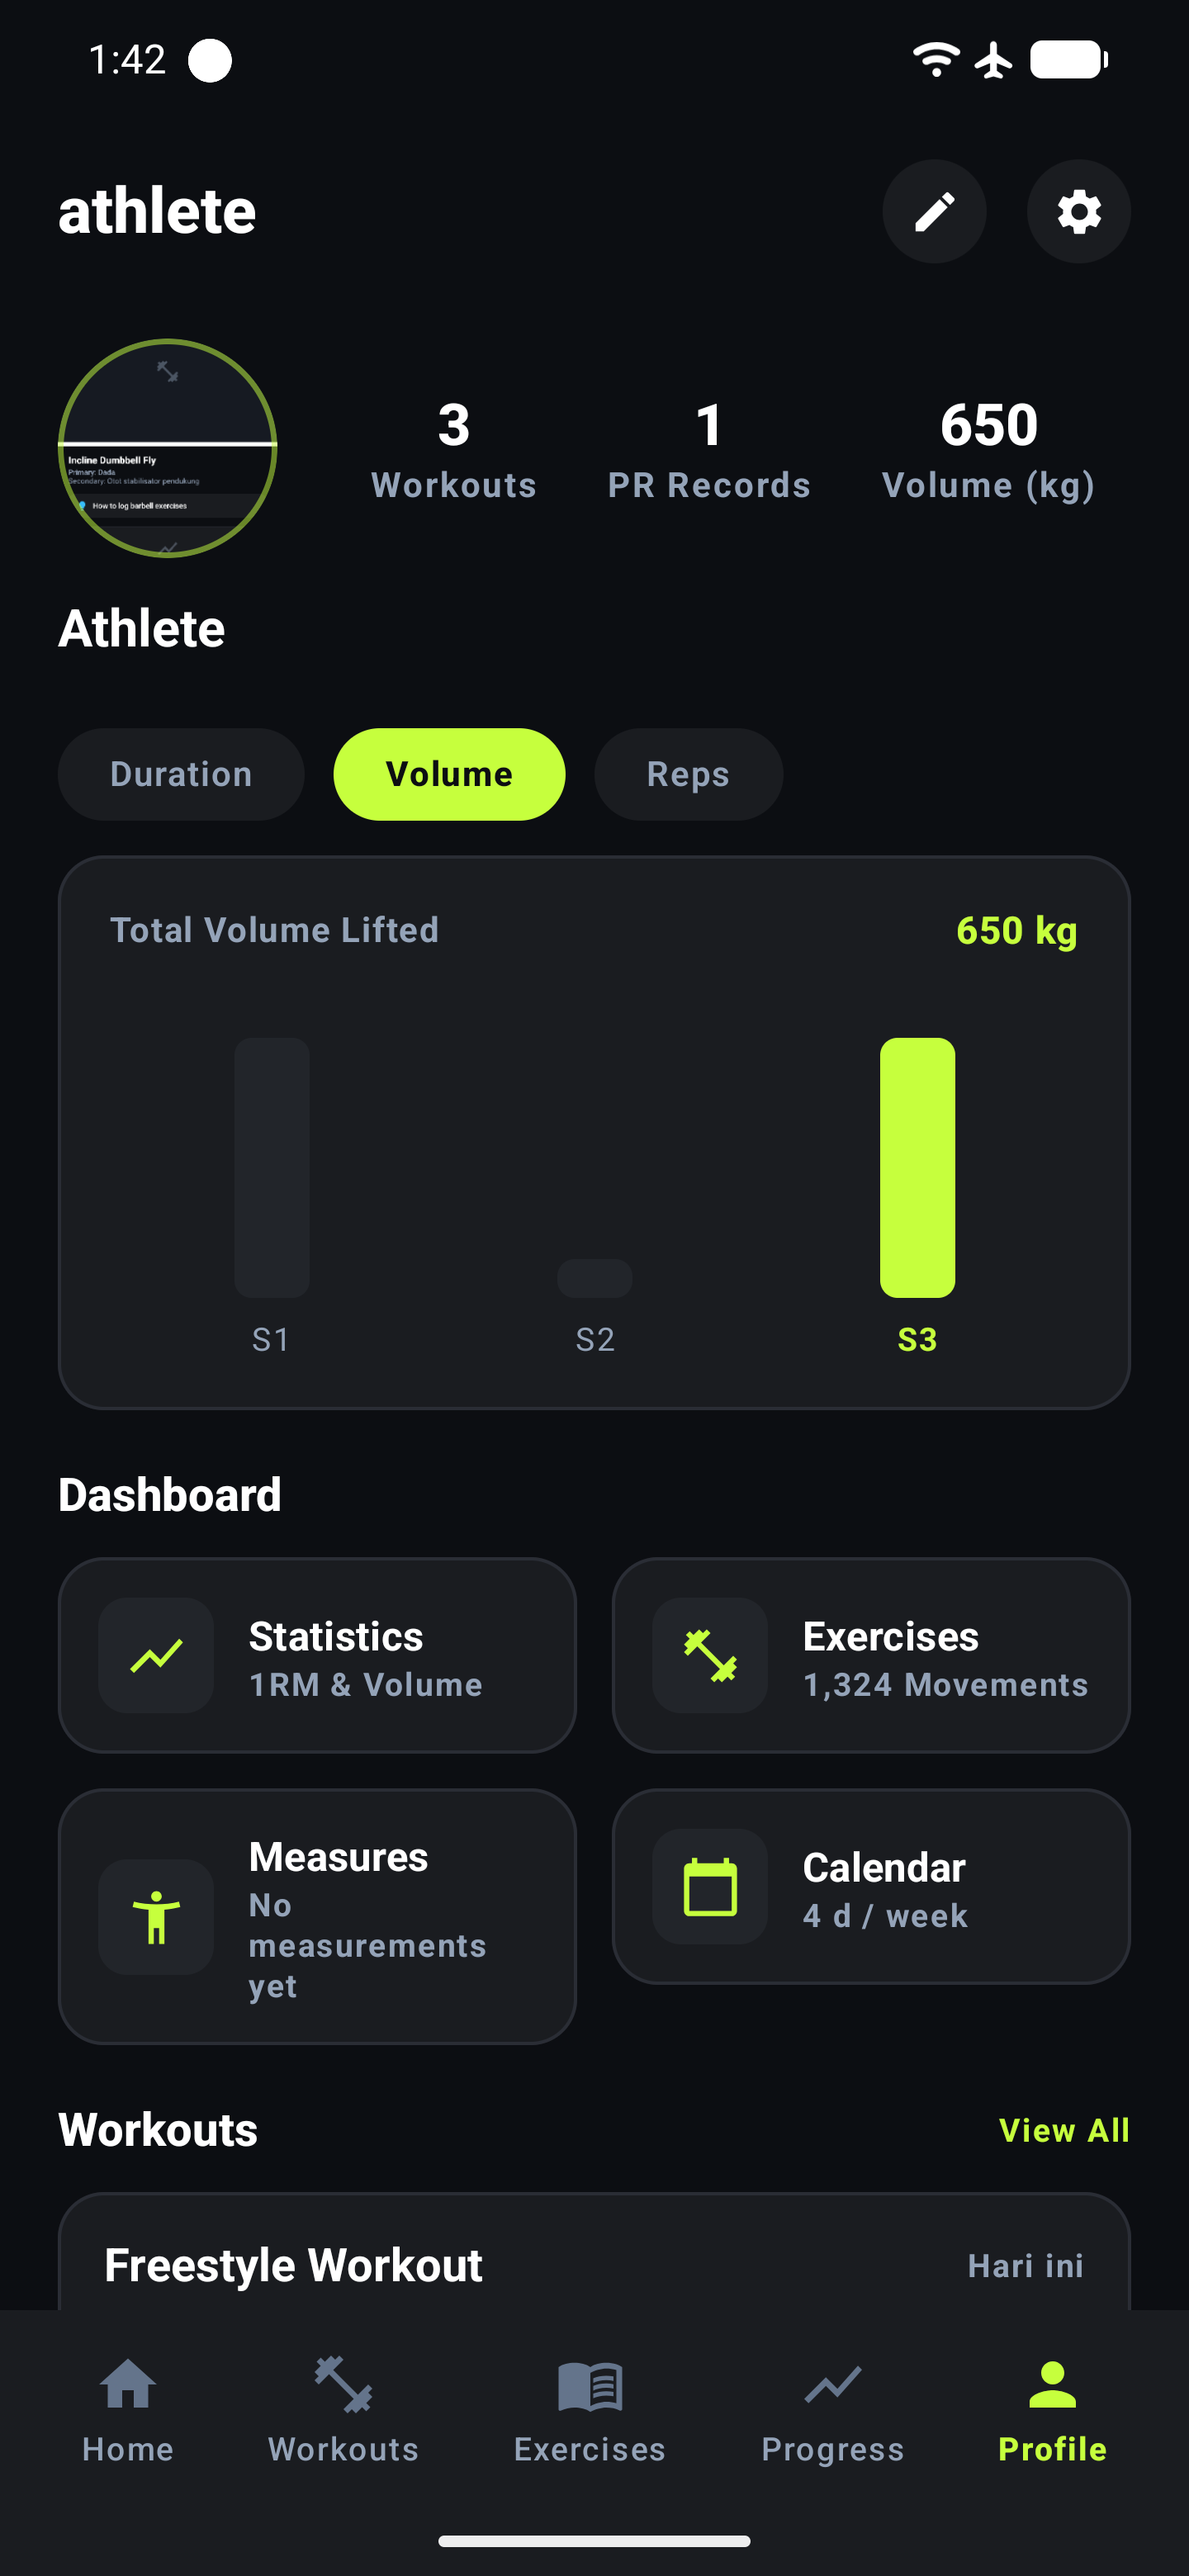 1:42
athlete
Incline Dumbbell Fly
Primary: Dada
Secondary: Otot stabilisator pendukung
How to log barbell exercises
3
Workouts
1
PR Records
650
Volume (kg)
Athlete
Duration
Volume
Reps
Total Volume Lifted
650 kg
S1
S2
S3
Dashboard
Statistics
1RM & Volume
Exercises
1,324 Movements
Measures
No
measurements
yet
Calendar
4 d / week
Workouts
View All
Freestyle Workout
Hari ini
Home
Workouts
Exercises
Progress
Profile